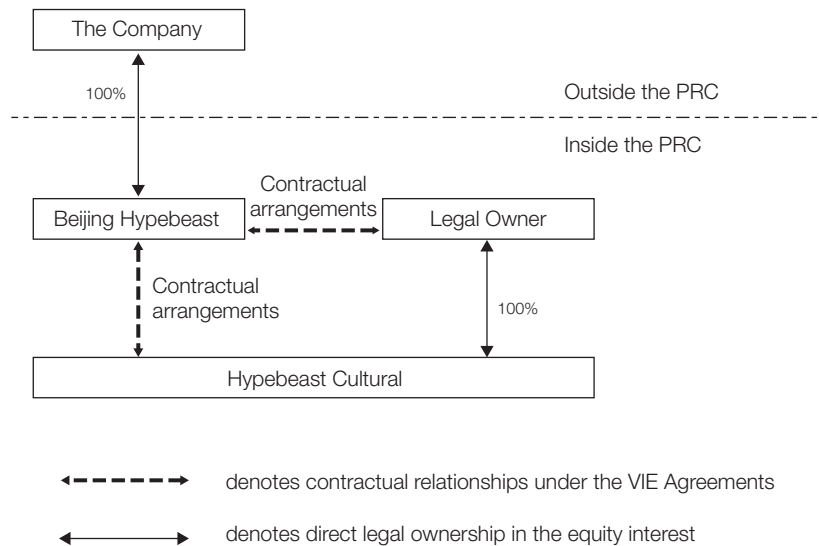 The Company
100%
Outside the PRC
Inside the PRC
Contractual
arrangements
Beijing Hypebeast
Legal Owner
Contractual
arrangements
100%
Hypebeast Cultural
denotes contractual relationships under the VIE Agreements
denotes direct legal ownership in the equity interest